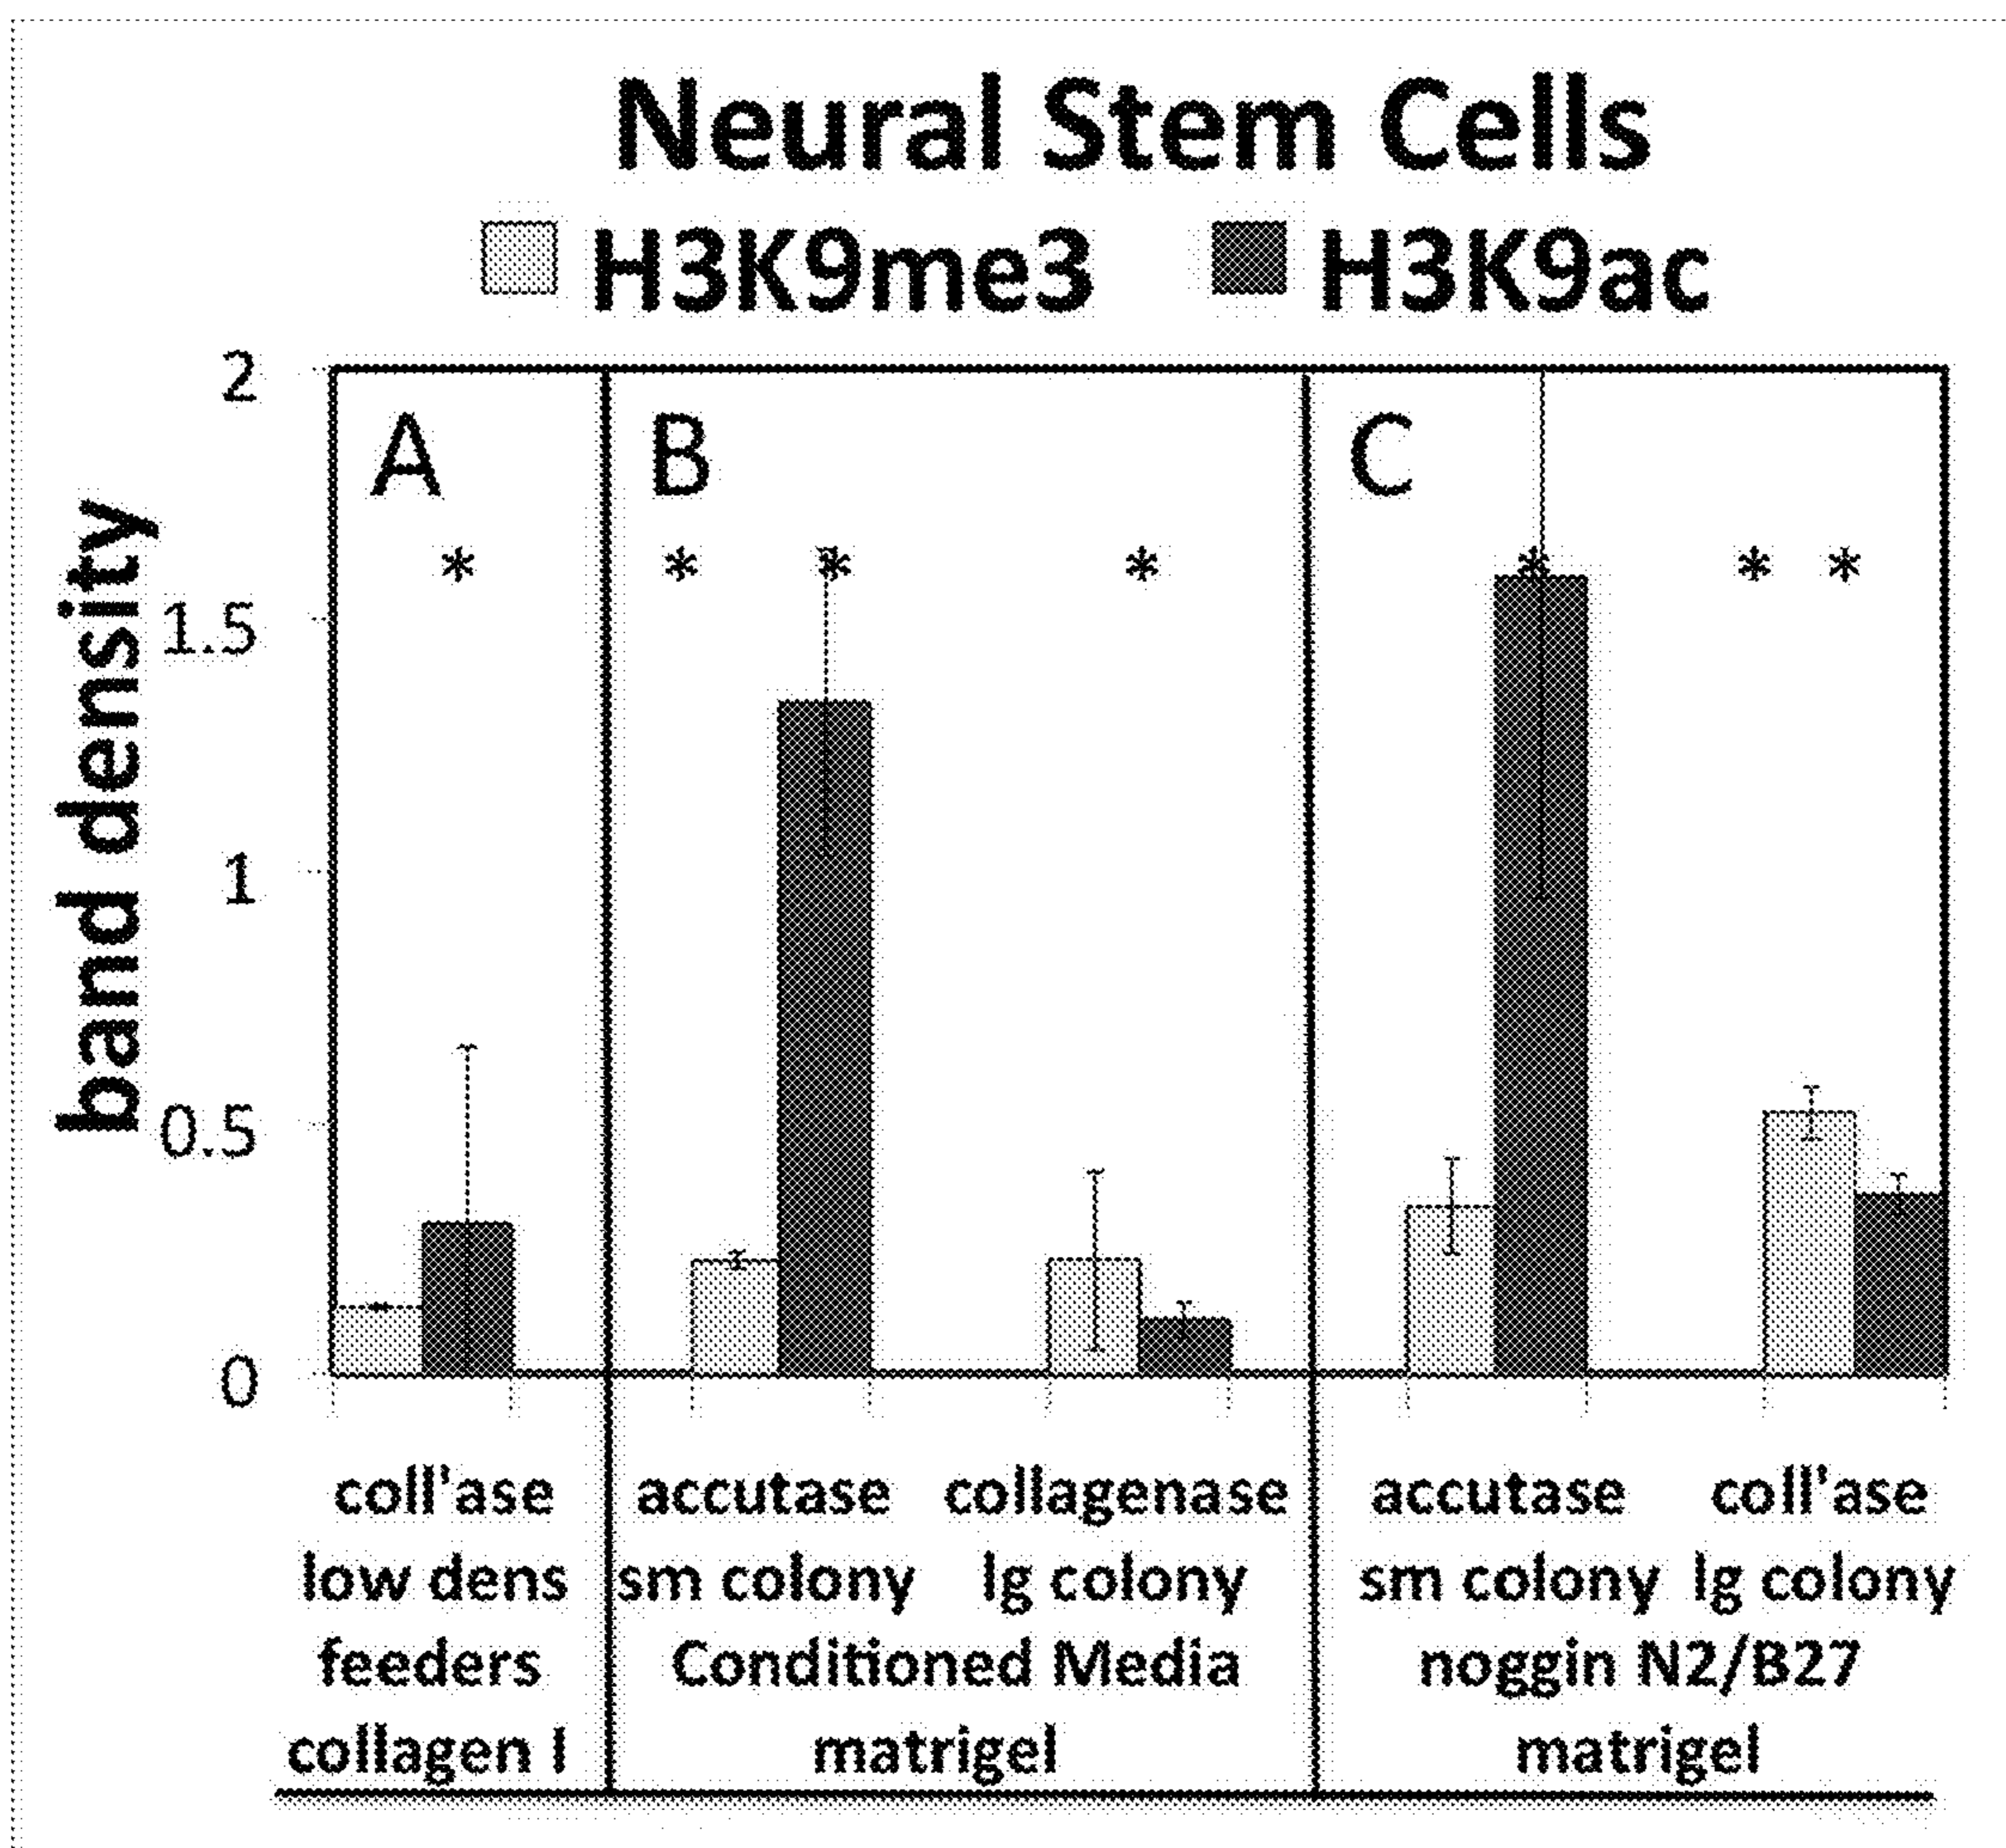 Neural Stem Cells
H3K9me3 H3K9ac
band density
2
1.5
1
0.5
0
A B C
* * * * * * *
coll'ase accutase collagenase accutase coll'ase
low dens sm colony lg colony sm colony lg colony
feeders Conditioned Media noggin N2/B27
collagen I matrigel matrigel